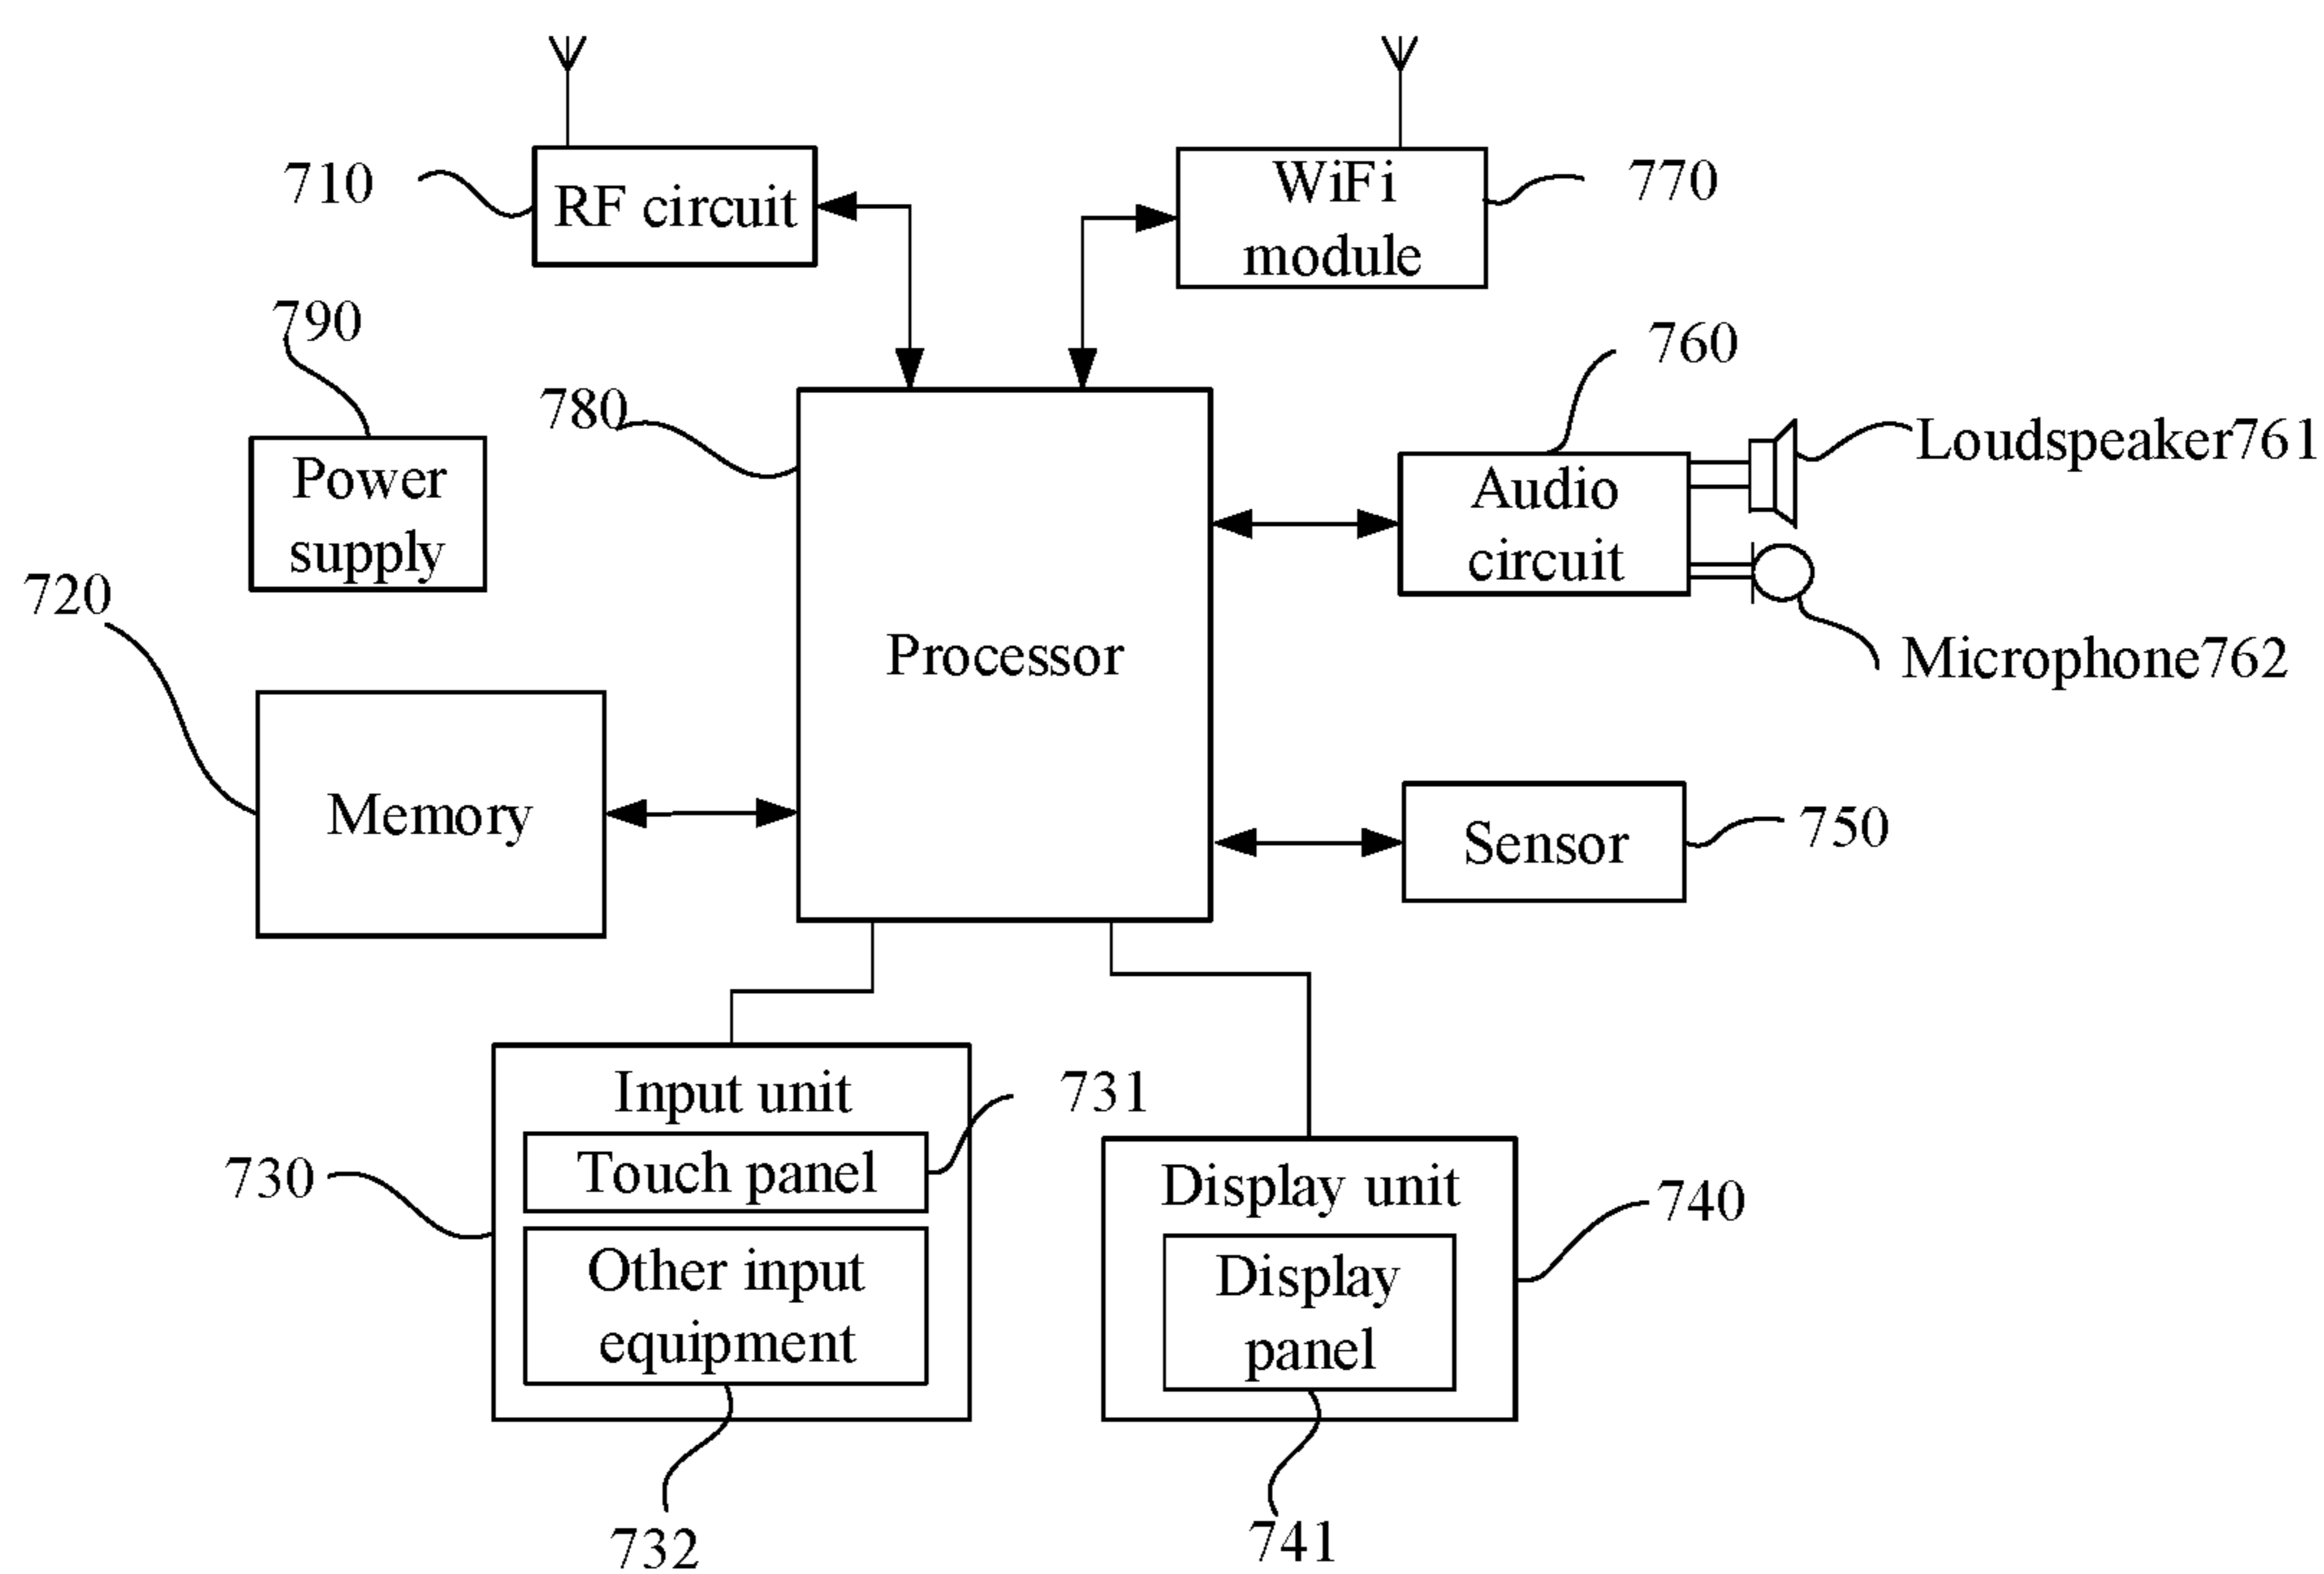 710
RF circuit
WiFi
module
770
790
Power
supply
780
Processor
760
Audio
circuit
Loudspeaker761
Microphone762
720
Memory
Sensor
750
Input unit
Touch panel
731
730
Other input
equipment
732
Display unit
740
Display
panel
741